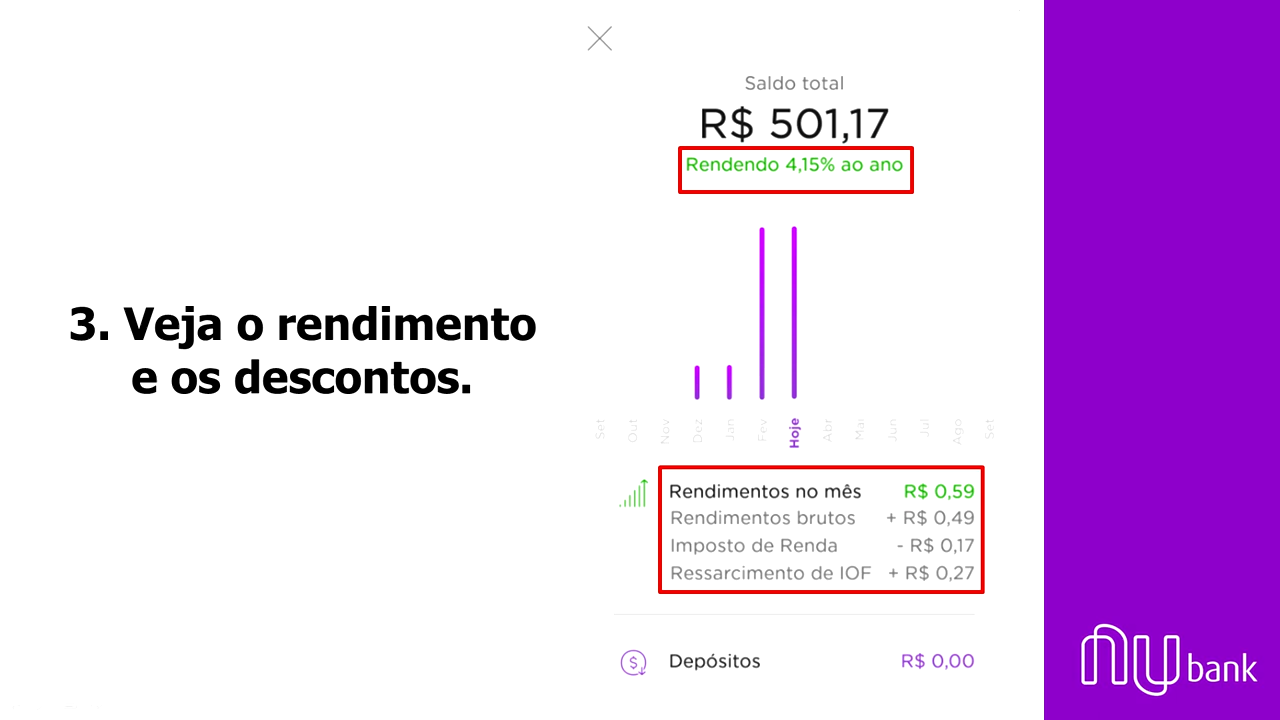 3. Veja o rendimento
e os descontos.
Saldo total
R$ 501,17
Rendendo 4,15% ao ano
Set Out Nov Dez Jan Fev Hoje Abr Mai Jun Jul Ago Set
Rendimentos no mês R$ 0,59
Rendimentos brutos + R$ 0,49
Imposto de Renda - R$ 0,17
Ressarcimento de IOF + R$ 0,27
$
Depósitos R$ 0,00
nubank